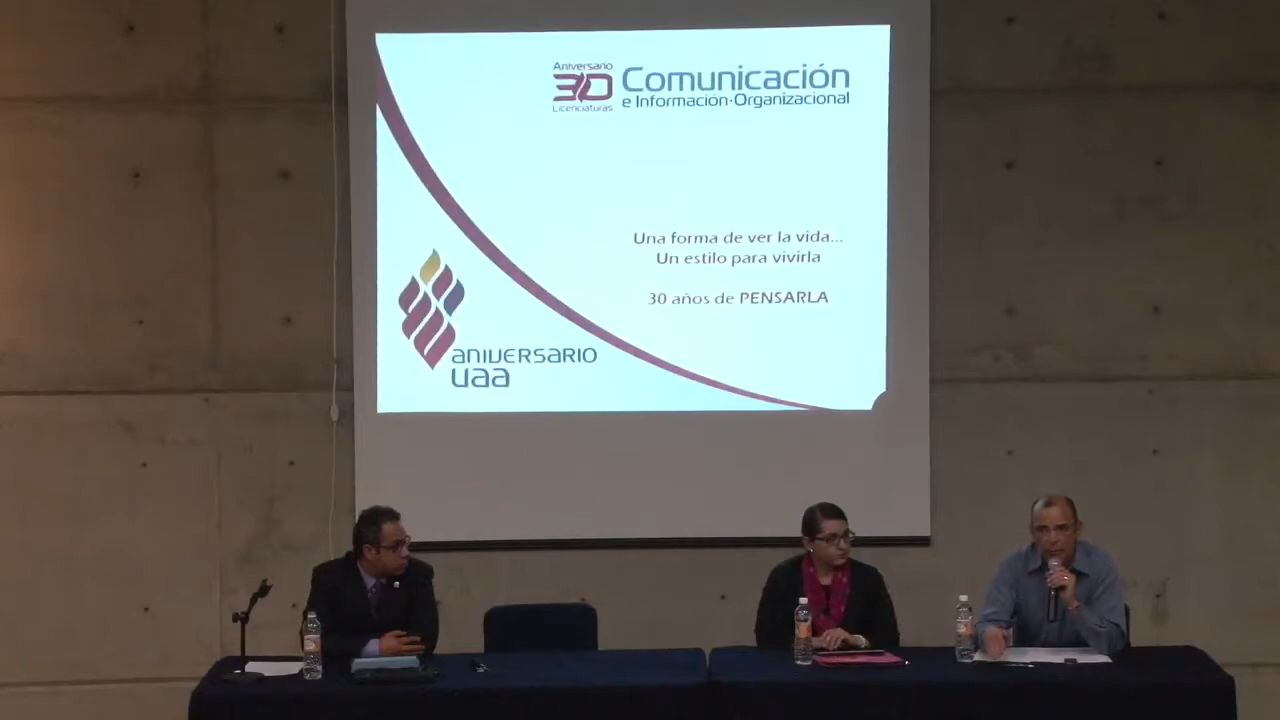 Aniversario
30
Licenciaturas
Comunicación
e Información·Organizacional
Una forma de ver la vida...
Un estilo para vivirla
30 años de PENSARLA
aniversario
uaa